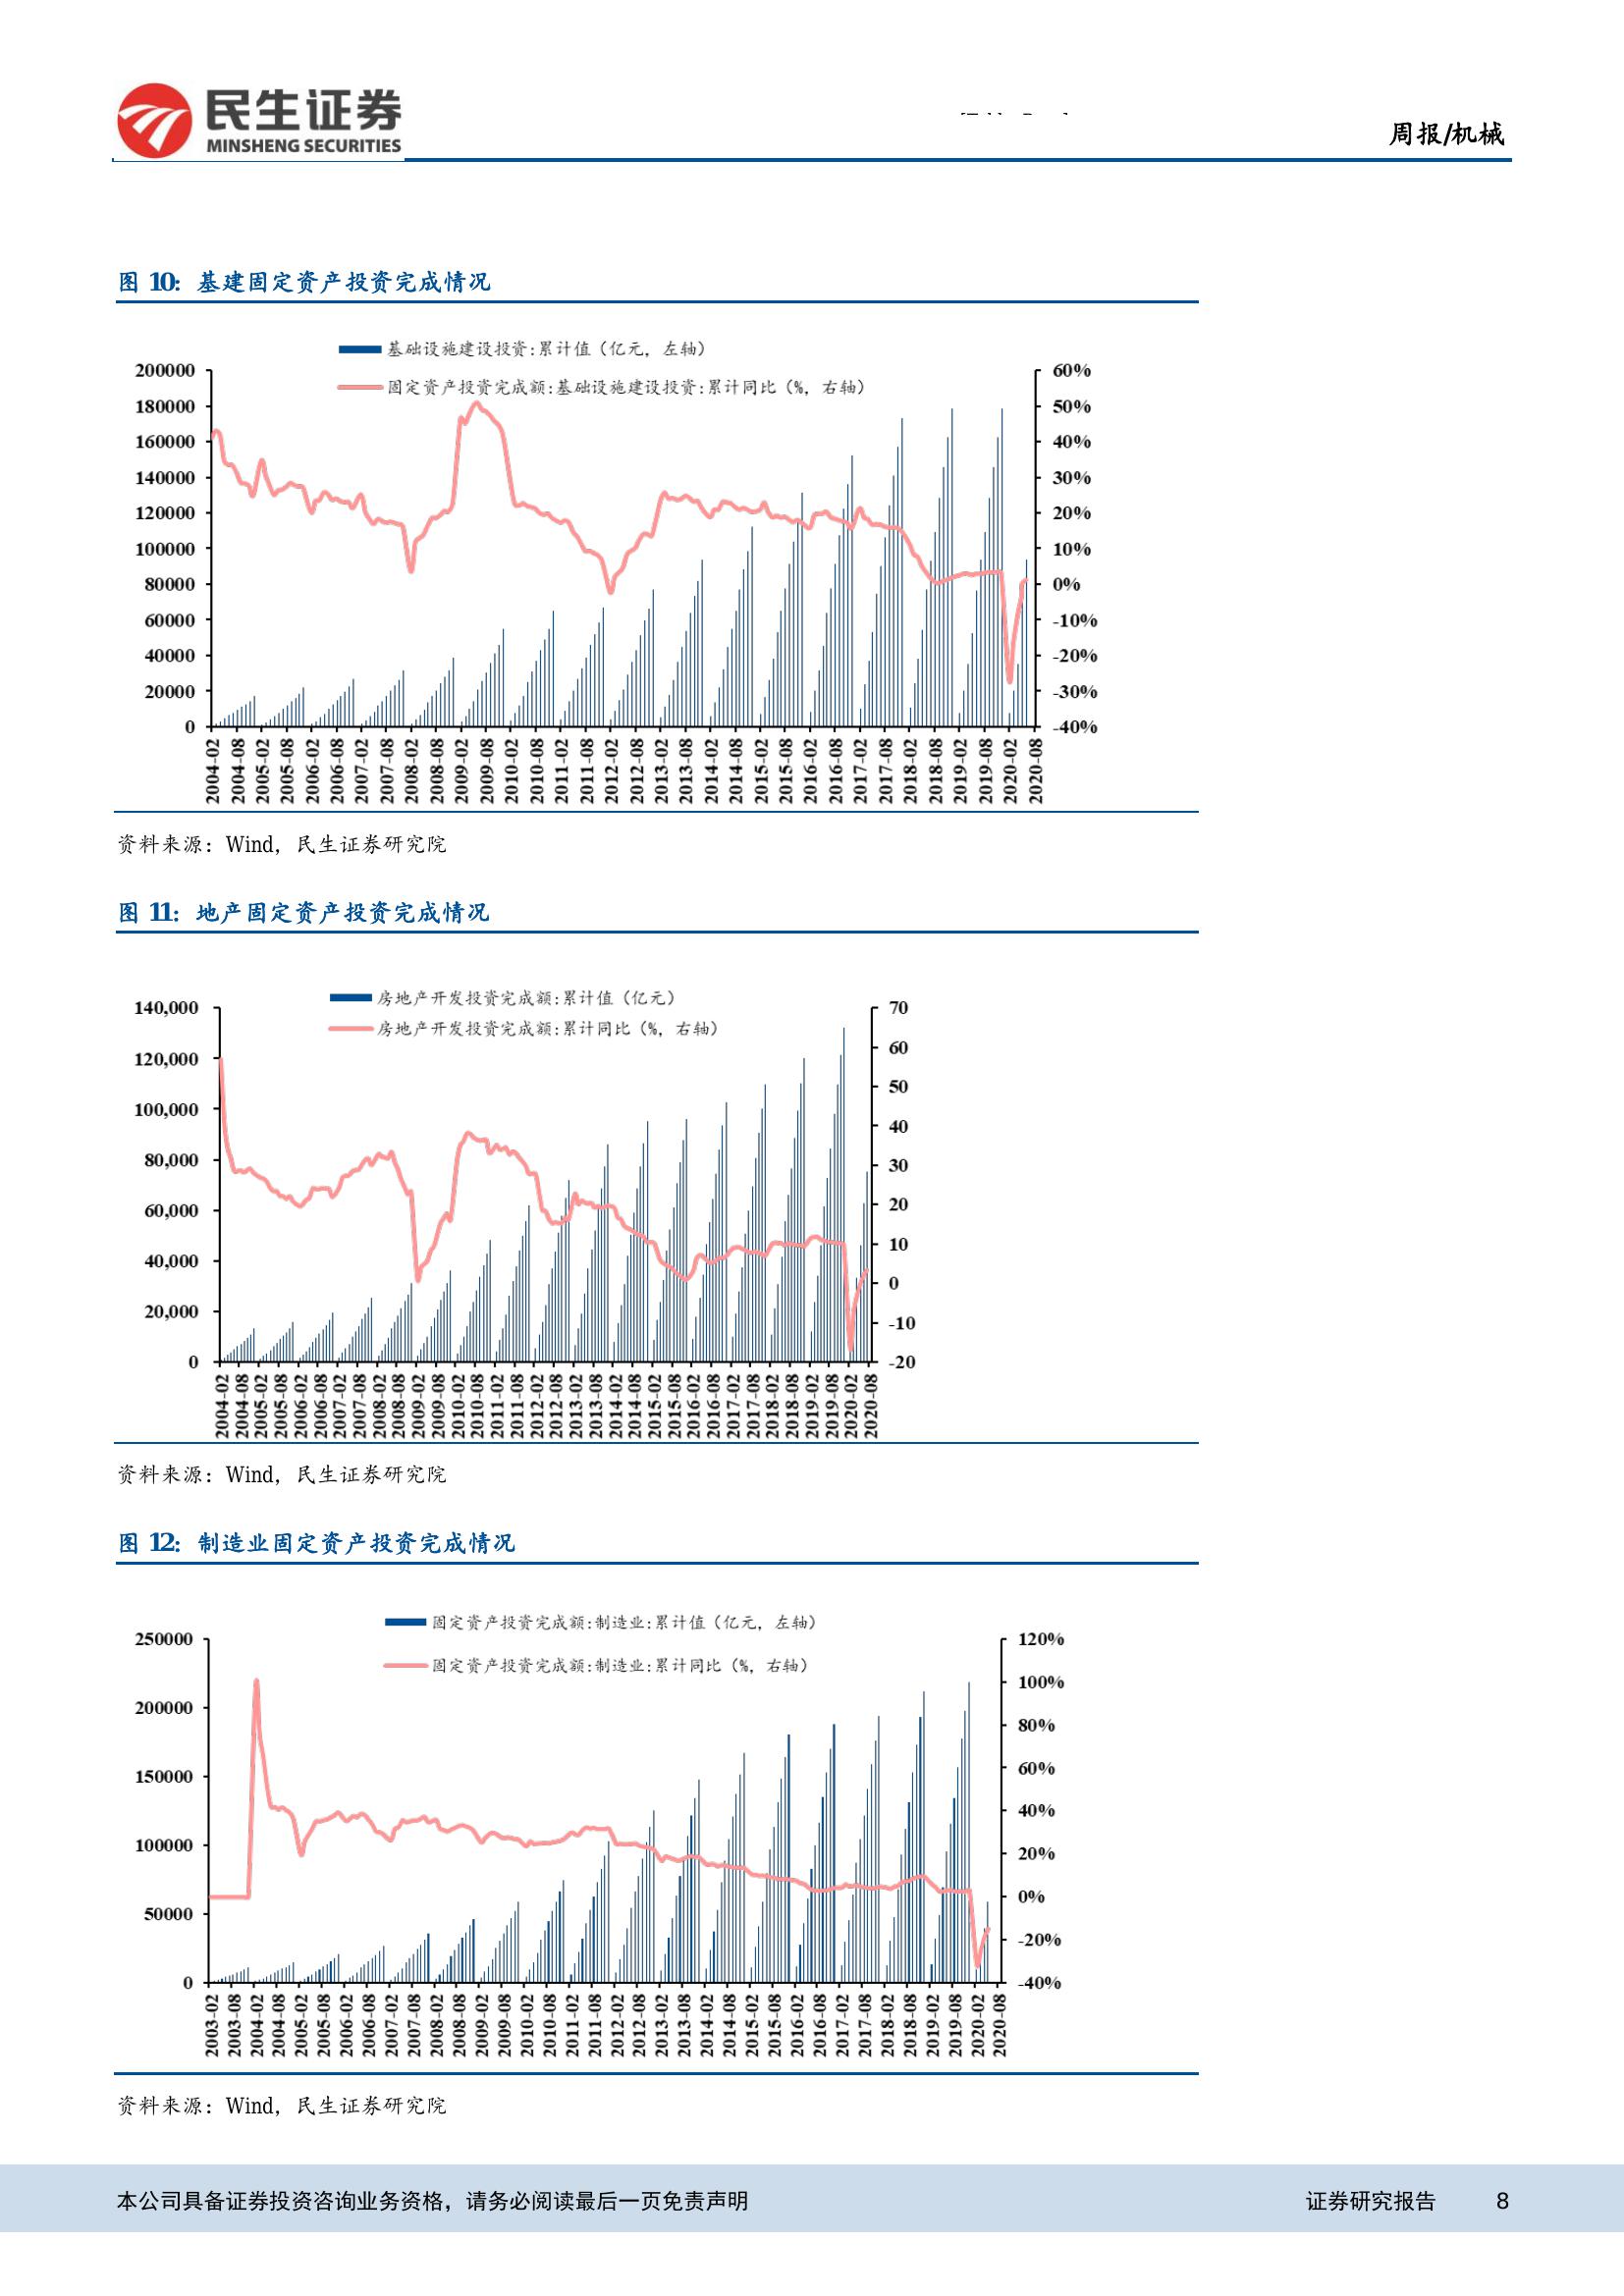 民生证券
MINSHENG SECURITIES
周报/机械
图 10: 基建固定资产投资完成情况
基础设施建设投资:累计值（亿元，左轴）
固定资产投资完成额:基础设施建设投资:累计同比（%，右轴）
200000 60%
180000 50%
160000 40%
140000 30%
120000 20%
100000 10%
80000 0%
60000 -10%
40000 -20%
20000 -30%
0 -40%
2004-02 2004-08 2005-02 2005-08 2006-02 2006-08 2007-02 2007-08 2008-02 2008-08 2009-02 2009-08 2010-02 2010-08 2011-02 2011-08 2012-02 2012-08 2013-02 2013-08 2014-02 2014-08 2015-02 2015-08 2016-02 2016-08 2017-02 2017-08 2018-02 2018-08 2019-02 2019-08 2020-02 2020-08
资料来源：Wind，民生证券研究院
图 11: 地产固定资产投资完成情况
房地产开发投资完成额:累计值（亿元）
房地产开发投资完成额:累计同比（%，右轴）
140,000 70
120,000 60
100,000 50
80,000 40
60,000 30
40,000 20
20,000 10
0 0
-10
-20
2004-02 2004-08 2005-02 2005-08 2006-02 2006-08 2007-02 2007-08 2008-02 2008-08 2009-02 2009-08 2010-02 2010-08 2011-02 2011-08 2012-02 2012-08 2013-02 2013-08 2014-02 2014-08 2015-02 2015-08 2016-02 2016-08 2017-02 2017-08 2018-02 2018-08 2019-02 2019-08 2020-02 2020-08
资料来源：Wind，民生证券研究院
图 12: 制造业固定资产投资完成情况
固定资产投资完成额:制造业:累计值（亿元，左轴）
固定资产投资完成额:制造业:累计同比（%，右轴）
250000 120%
200000 100%
150000 80%
100000 60%
50000 40%
0 20%
0%
-20%
-40%
2003-02 2003-08 2004-02 2004-08 2005-02 2005-08 2006-02 2006-08 2007-02 2007-08 2008-02 2008-08 2009-02 2009-08 2010-02 2010-08 2011-02 2011-08 2012-02 2012-08 2013-02 2013-08 2014-02 2014-08 2015-02 2015-08 2016-02 2016-08 2017-02 2017-08 2018-02 2018-08 2019-02 2019-08 2020-02 2020-08
资料来源：Wind，民生证券研究院
本公司具备证券投资咨询业务资格，请务必阅读最后一页免责声明 证券研究报告 8